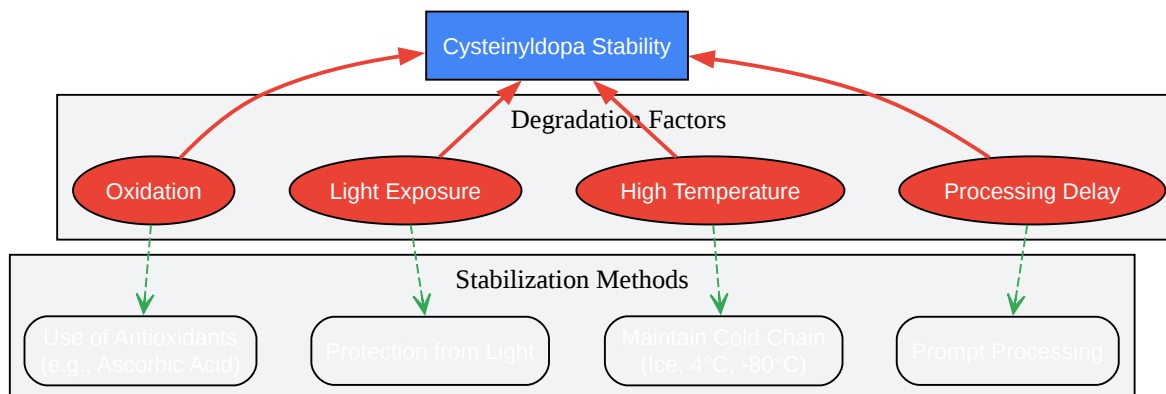 Cysteinyldopa Stability
Degradation Factors
Oxidation
Light Exposure
High Temperature
Processing Delay
Stabilization Methods
Use of Antioxidants
(e.g., Ascorbic Acid)
Protection from Light
Maintain Cold Chain
(Ice, 4°C, -80°C)
Prompt Processing